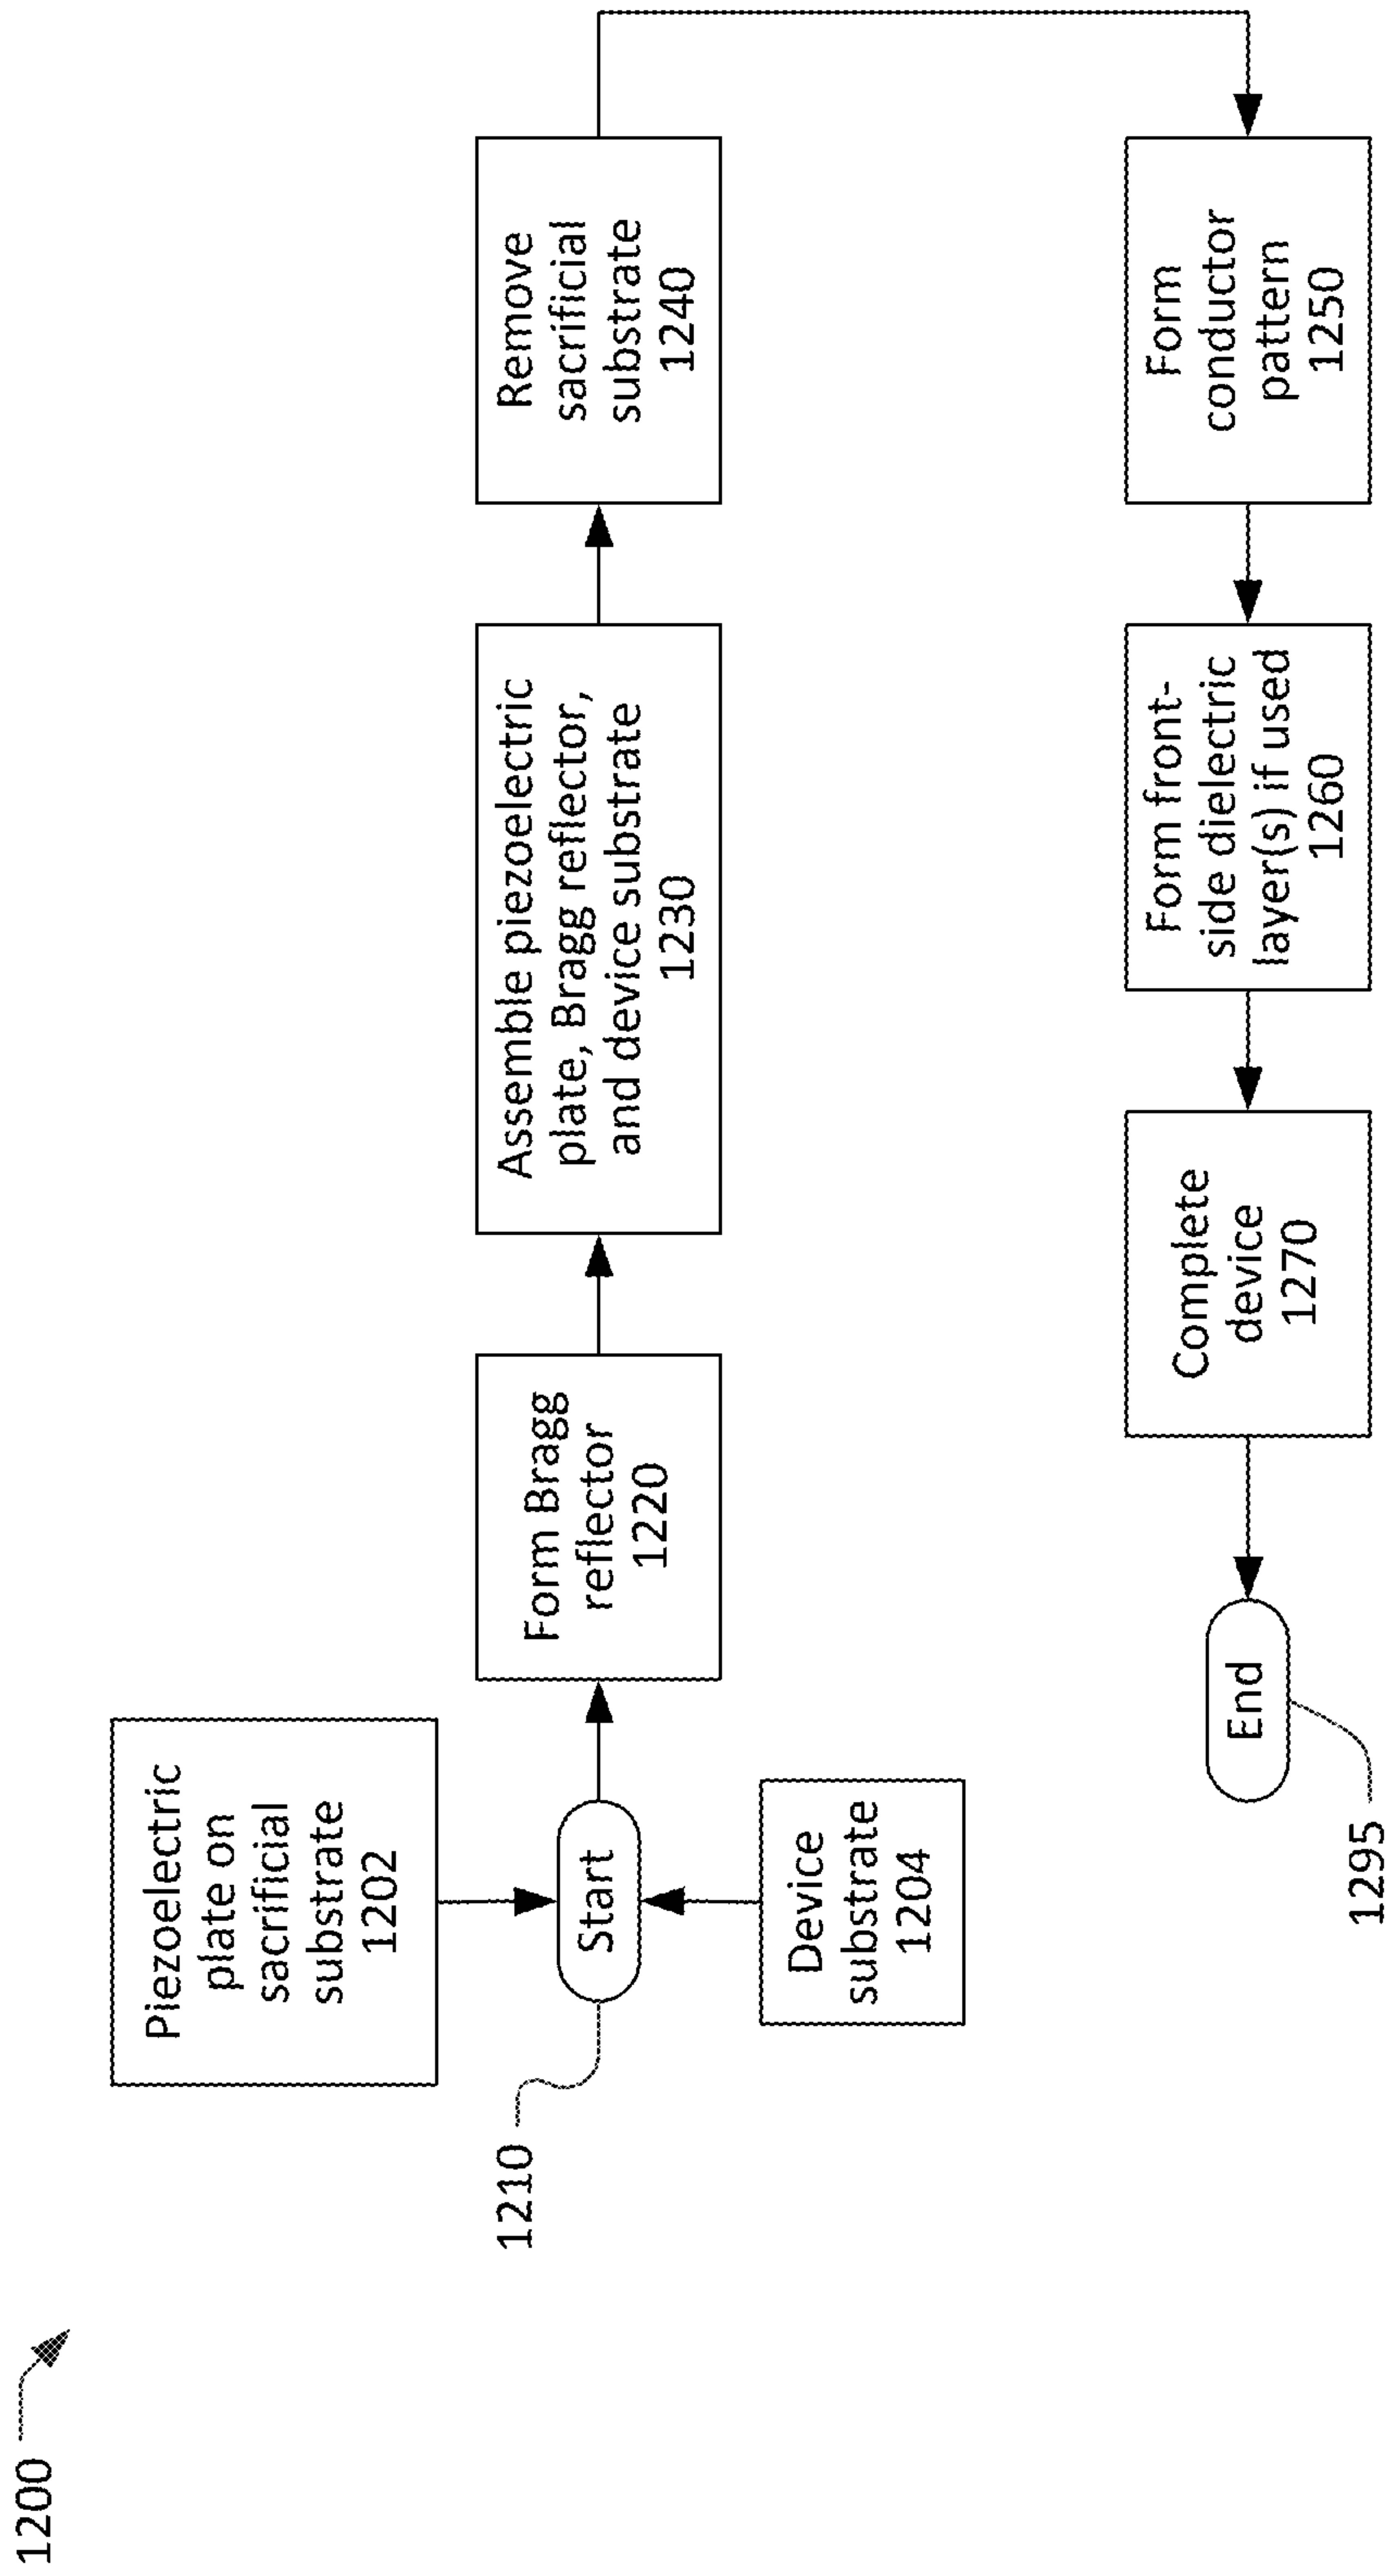 1200
Piezoelectric
plate on
sacrificial
substrate
1202
1210
Start
Device
substrate
1204
Form Bragg
reflector
1220
Assemble piezoelectric
plate, Bragg reflector,
and device substrate
1230
Remove
sacrificial
substrate
1240
Form
conductor
pattern
1250
Form front-
side dielectric
layer(s) if used
1260
Complete
device
1270
End
1295